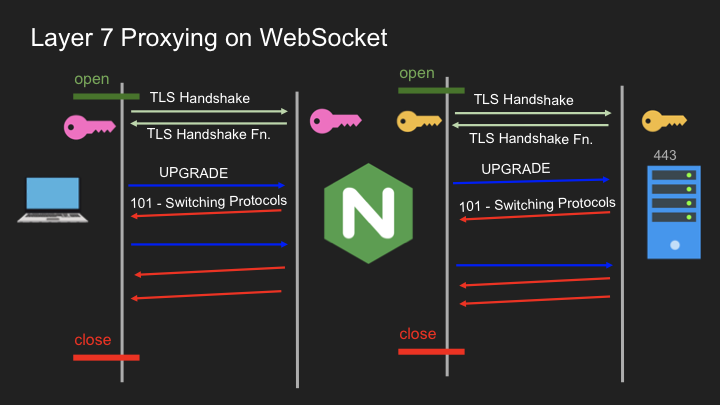 Layer 7 Proxying on WebSocket
open
TLS Handshake
TLS Handshake Fn.
UPGRADE
101 - Switching Protocols
close
N
open
TLS Handshake
TLS Handshake Fn.
UPGRADE
101 - Switching Protocols
close
443